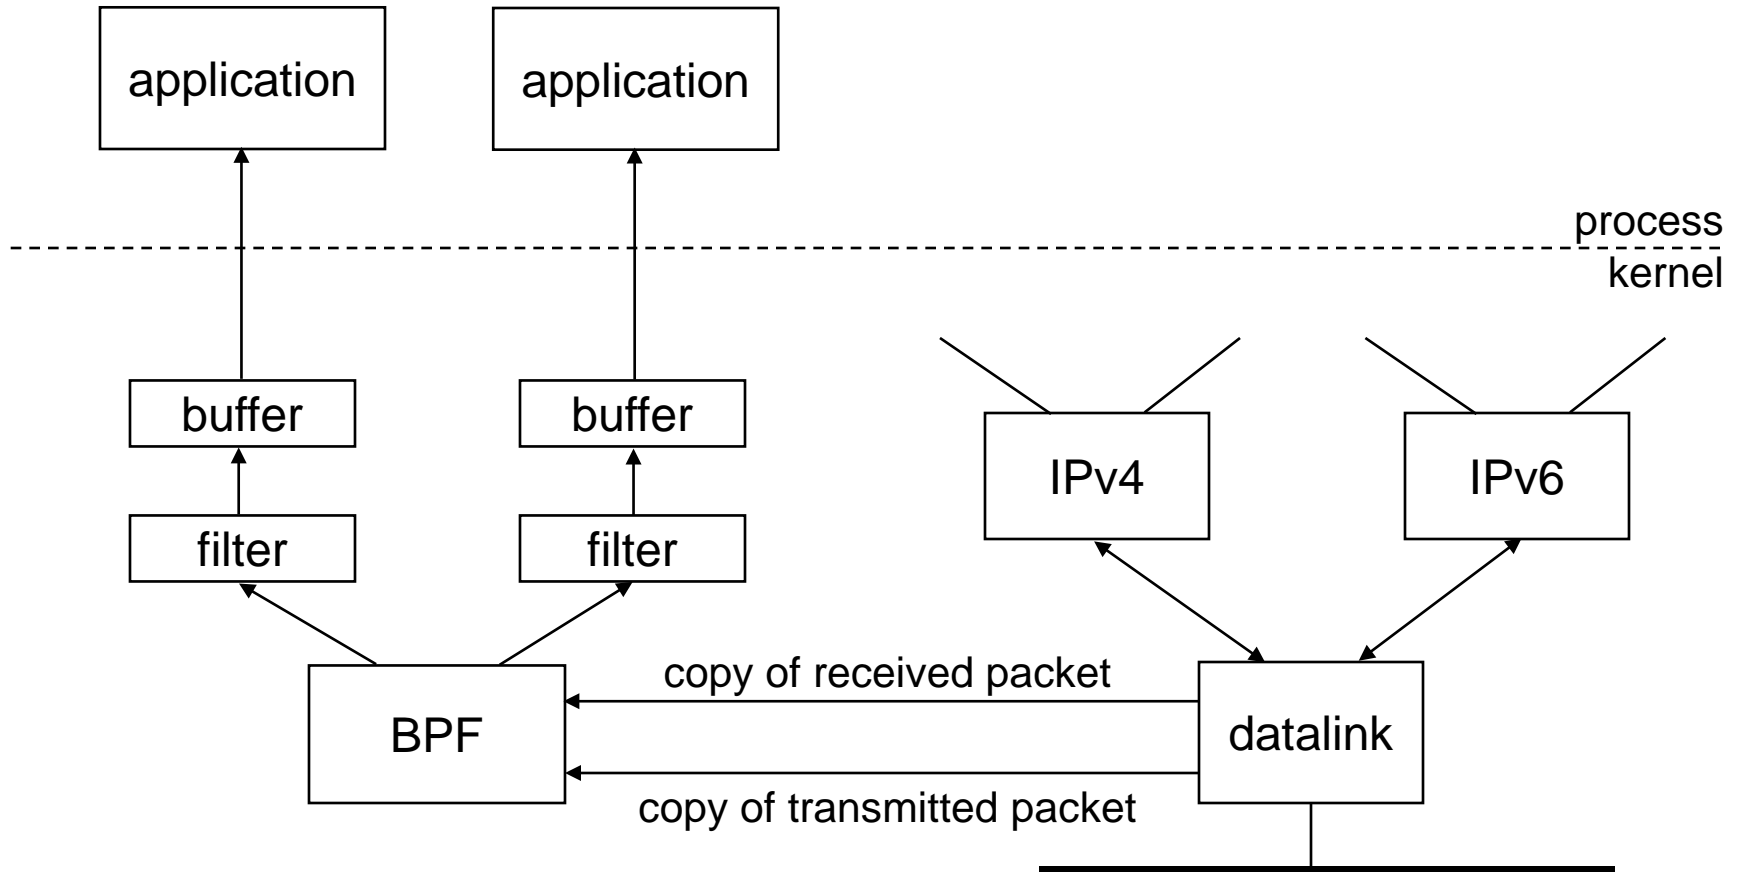 application
application
process
kernel
buffer
buffer
IPv4
IPv6
filter
filter
copy of received packet
BPF
datalink
copy of transmitted packet